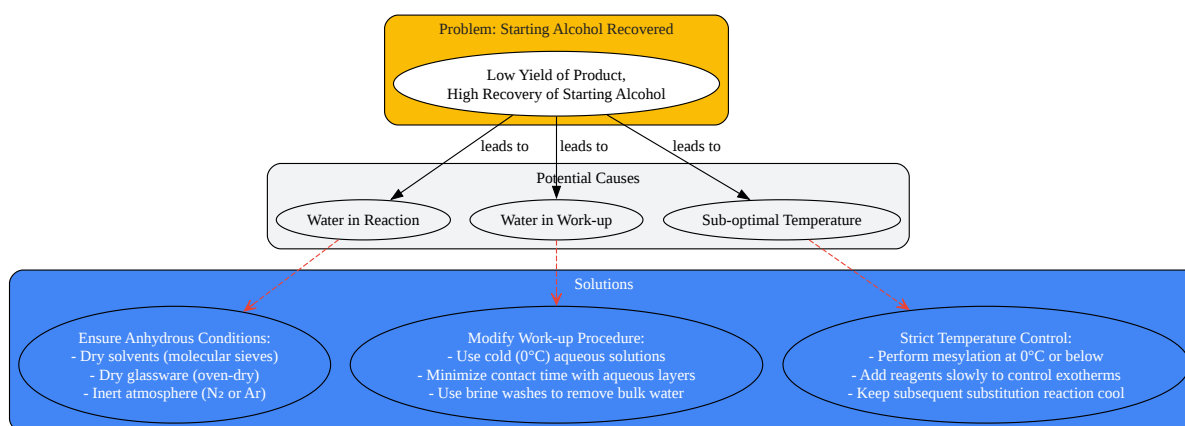 Problem: Starting Alcohol Recovered
Low Yield of Product,
High Recovery of Starting Alcohol
leads to
leads to
leads to
Potential Causes
Water in Reaction
Water in Work-up
Sub-optimal Temperature
Solutions
Ensure Anhydrous Conditions:
- Dry solvents (molecular sieves)
- Dry glassware (oven-dry)
- Inert atmosphere (N₂ or Ar)
Modify Work-up Procedure:
- Use cold (0°C) aqueous solutions
- Minimize contact time with aqueous layers
- Use brine washes to remove bulk water
Strict Temperature Control:
- Perform mesylation at 0°C or below
- Add reagents slowly to control exotherms
- Keep subsequent substitution reaction cool